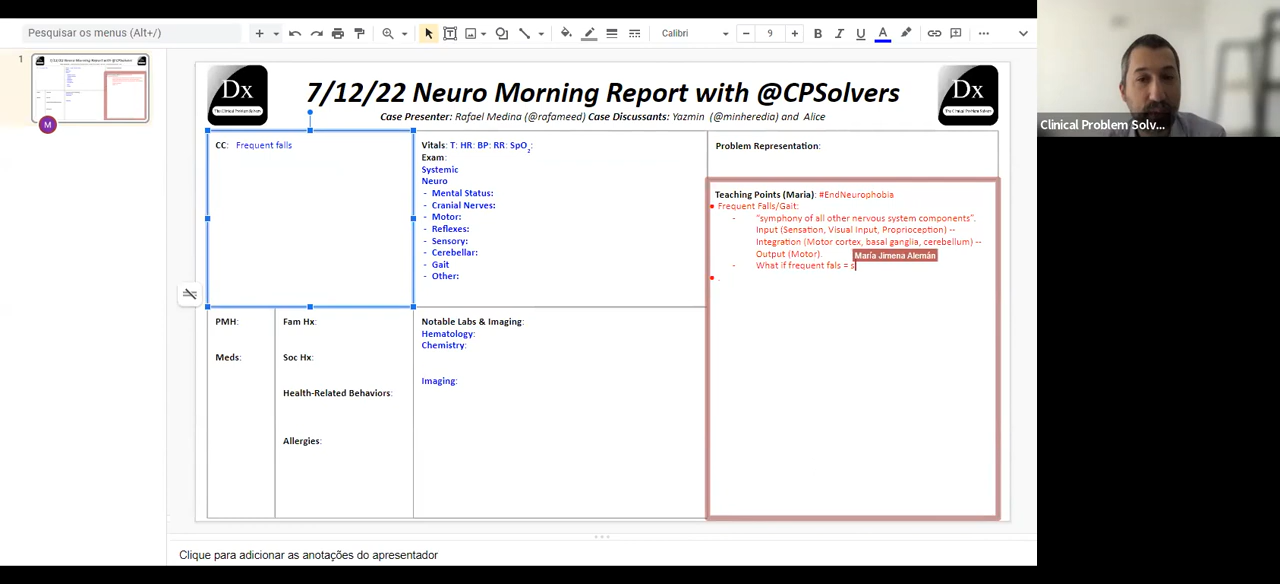 Pesquisar os menus (Alt+/)
Calibri
9
B I U A
1
M
Dx
The Clinical Problem Solvers
7/12/22 Neuro Morning Report with @CPSolvers
Case Presenter: Rafael Medina (@rafameed) Case Discussants: Yazmin (@minheredia) and Alice
Dx
The Clinical Problem Solvers
CC: Frequent falls
Vitals: T: HR: BP: RR: SpO2:
Exam:
Systemic
Neuro
- Mental Status:
- Cranial Nerves:
- Motor:
- Reflexes:
- Sensory:
- Cerebellar:
- Gait
- Other:
Problem Representation:
Teaching Points (Maria): #EndNeurophobia
Frequent Falls/Gait:
- "symphony of all other nervous system components".
Input (Sensation, Visual Input, Proprioception) --
Integration (Motor cortex, basal ganglia, cerebellum) --
Output (Motor).
María Jimena Alemán
- What if frequent fals = s
.
PMH:
Meds:
Fam Hx:
Soc Hx:
Health-Related Behaviors:
Allergies:
Notable Labs & Imaging:
Hematology:
Chemistry:
Imaging:
Clique para adicionar as anotações do apresentador
Clinical Problem Solv...